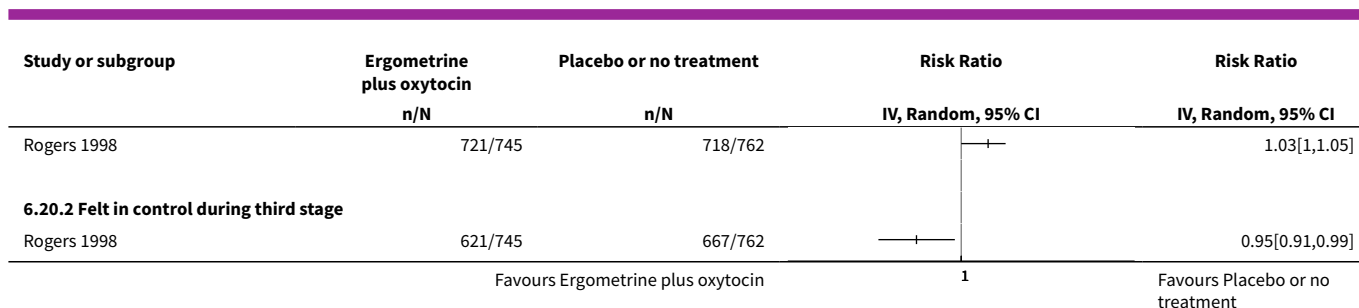 Study or subgroup Ergometrine plus oxytocin Placebo or no treatment Risk Ratio Risk Ratio
n/N n/N IV, Random, 95% CI IV, Random, 95% CI
Rogers 1998 721/745 718/762 1.03[1,1.05]
6.20.2 Felt in control during third stage
Rogers 1998 621/745 667/762 0.95[0.91,0.99]
Favours Ergometrine plus oxytocin 1 Favours Placebo or no treatment